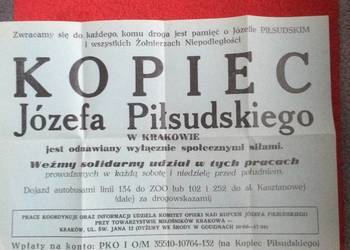 Zwracamy się do każdego, komu droga jest pamięć o Józefie PIŁSUDSKIM
i wszystkich Żołnierzach Niepodległości
KOPIEC
Józefa Piłsudskiego
W KRAKOWIE
jest odnawiany wyłącznie społecznymi siłami.
Weźmy solidarny udział w tych pracach
prowadzonych w każdą sobotę i niedzielę przed południem.
Dojazd autobusami linii 134 do ZOO lub 102 i 252 do al. Kasztanowej
(dalej za drogowskazami)
PRACE KOORDYNUJE ORAZ INFORMACJI UDZIELA KOMITET OPIEKI NAD KOPCEM JÓZEFA PIŁSUDSKIEGO
PRZY TOWARZYSTWIE MIŁOŚNIKÓW KRAKOWA
KRAKÓW, UL. ŚW. JANA 12 (DYŻURY WE ŚRODY W GODZINACH
Wpłaty na konto: PKO I O/M 35510-10764-132 (na Kopiec Piłsudskiego)